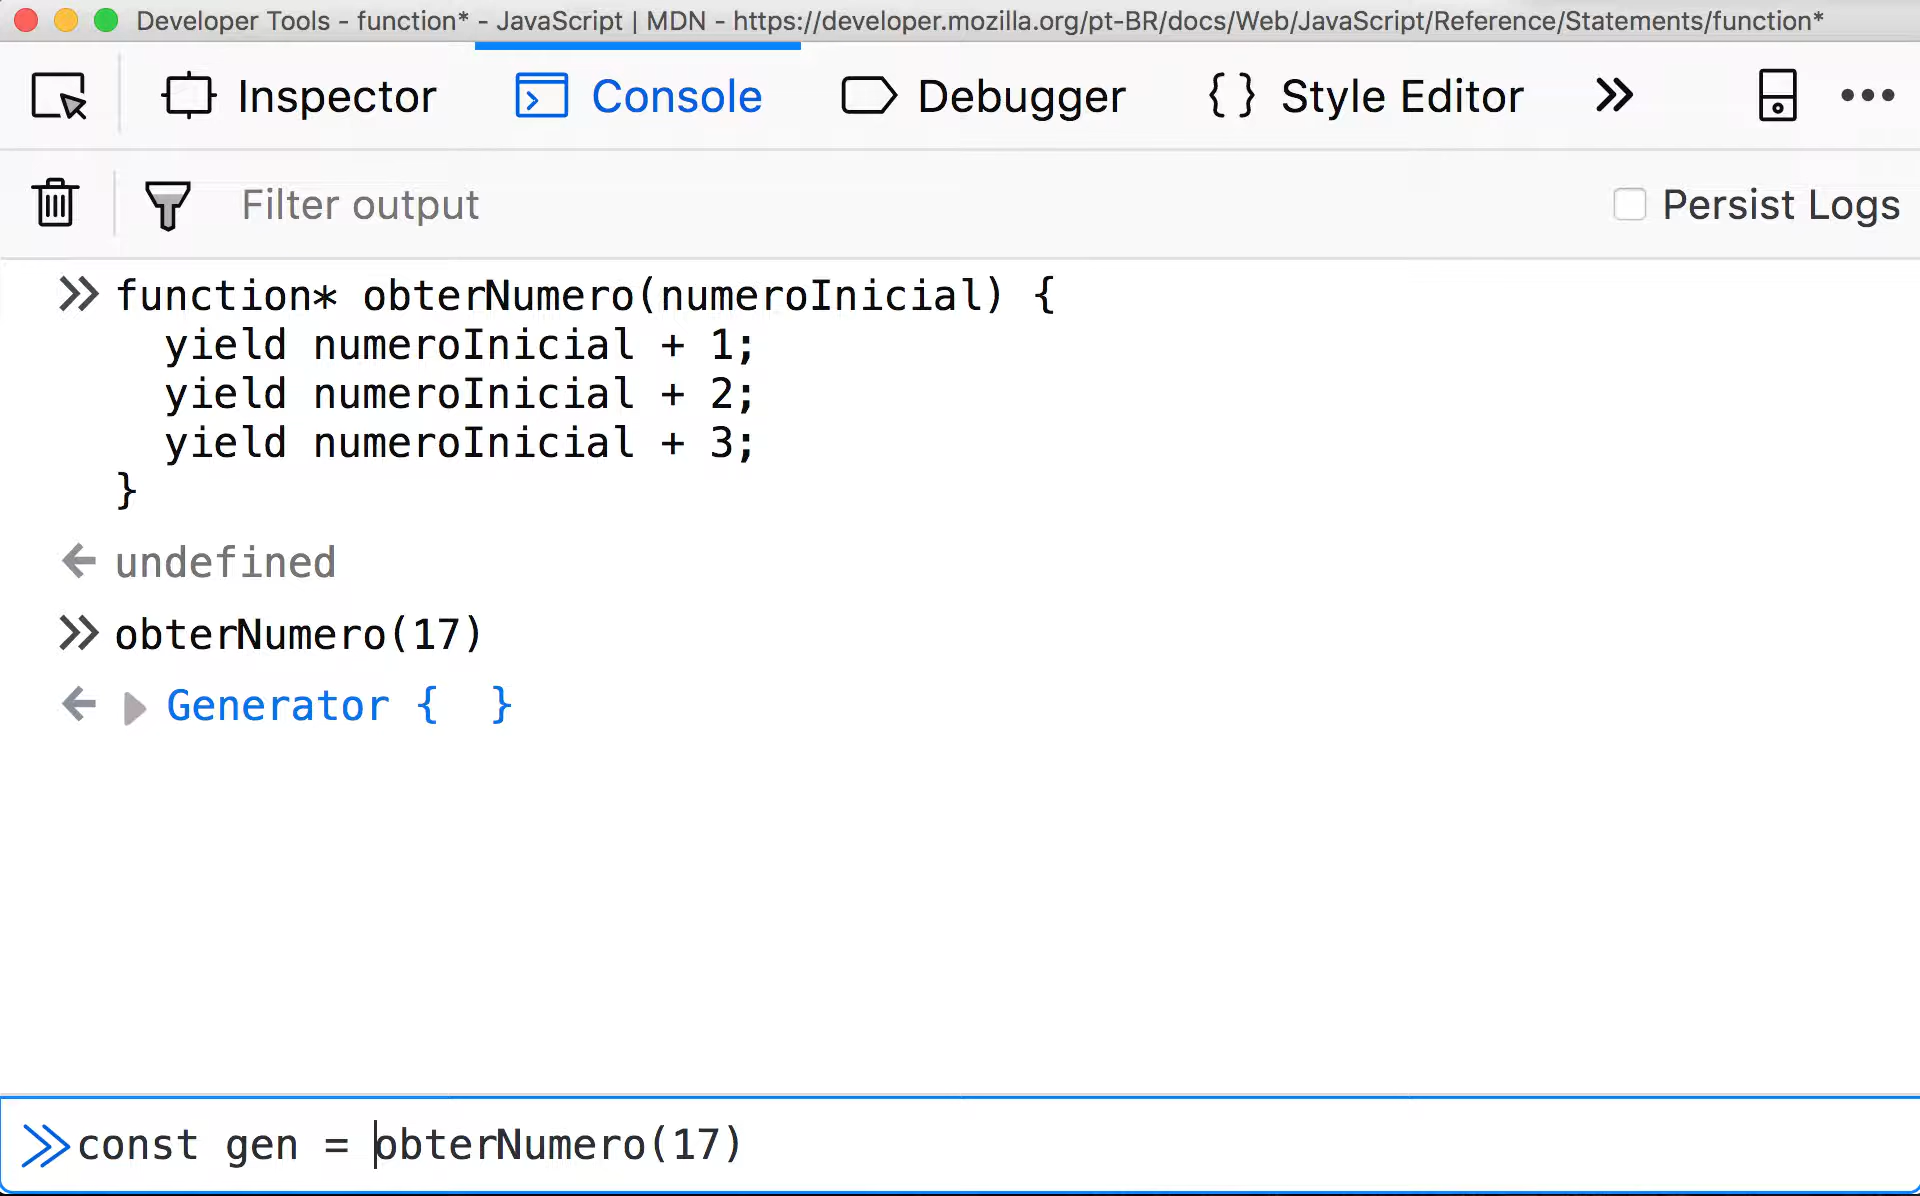 Developer Tools - function* - JavaScript | MDN - https://developer.mozilla.org/pt-BR/docs/Web/JavaScript/Reference/Statements/function*
Inspector Console Debugger { } Style Editor
Filter output Persist Logs
function* obterNumero(numeroInicial) {
  yield numeroInicial + 1;
  yield numeroInicial + 2;
  yield numeroInicial + 3;
}
undefined
obterNumero(17)
Generator {  }
const gen = obterNumero(17)